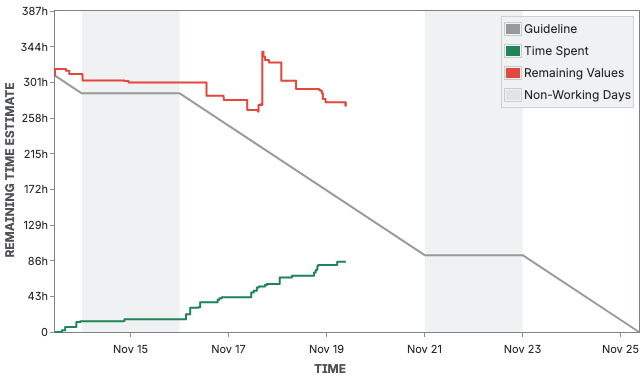 387h
344h
301h
258h
215h
172h
129h
86h
43h
0
REMAINING TIME ESTIMATE
Guideline
Time Spent
Remaining Values
Non-Working Days
Nov 15
Nov 17
Nov 19
Nov 21
Nov 23
Nov 25
TIME